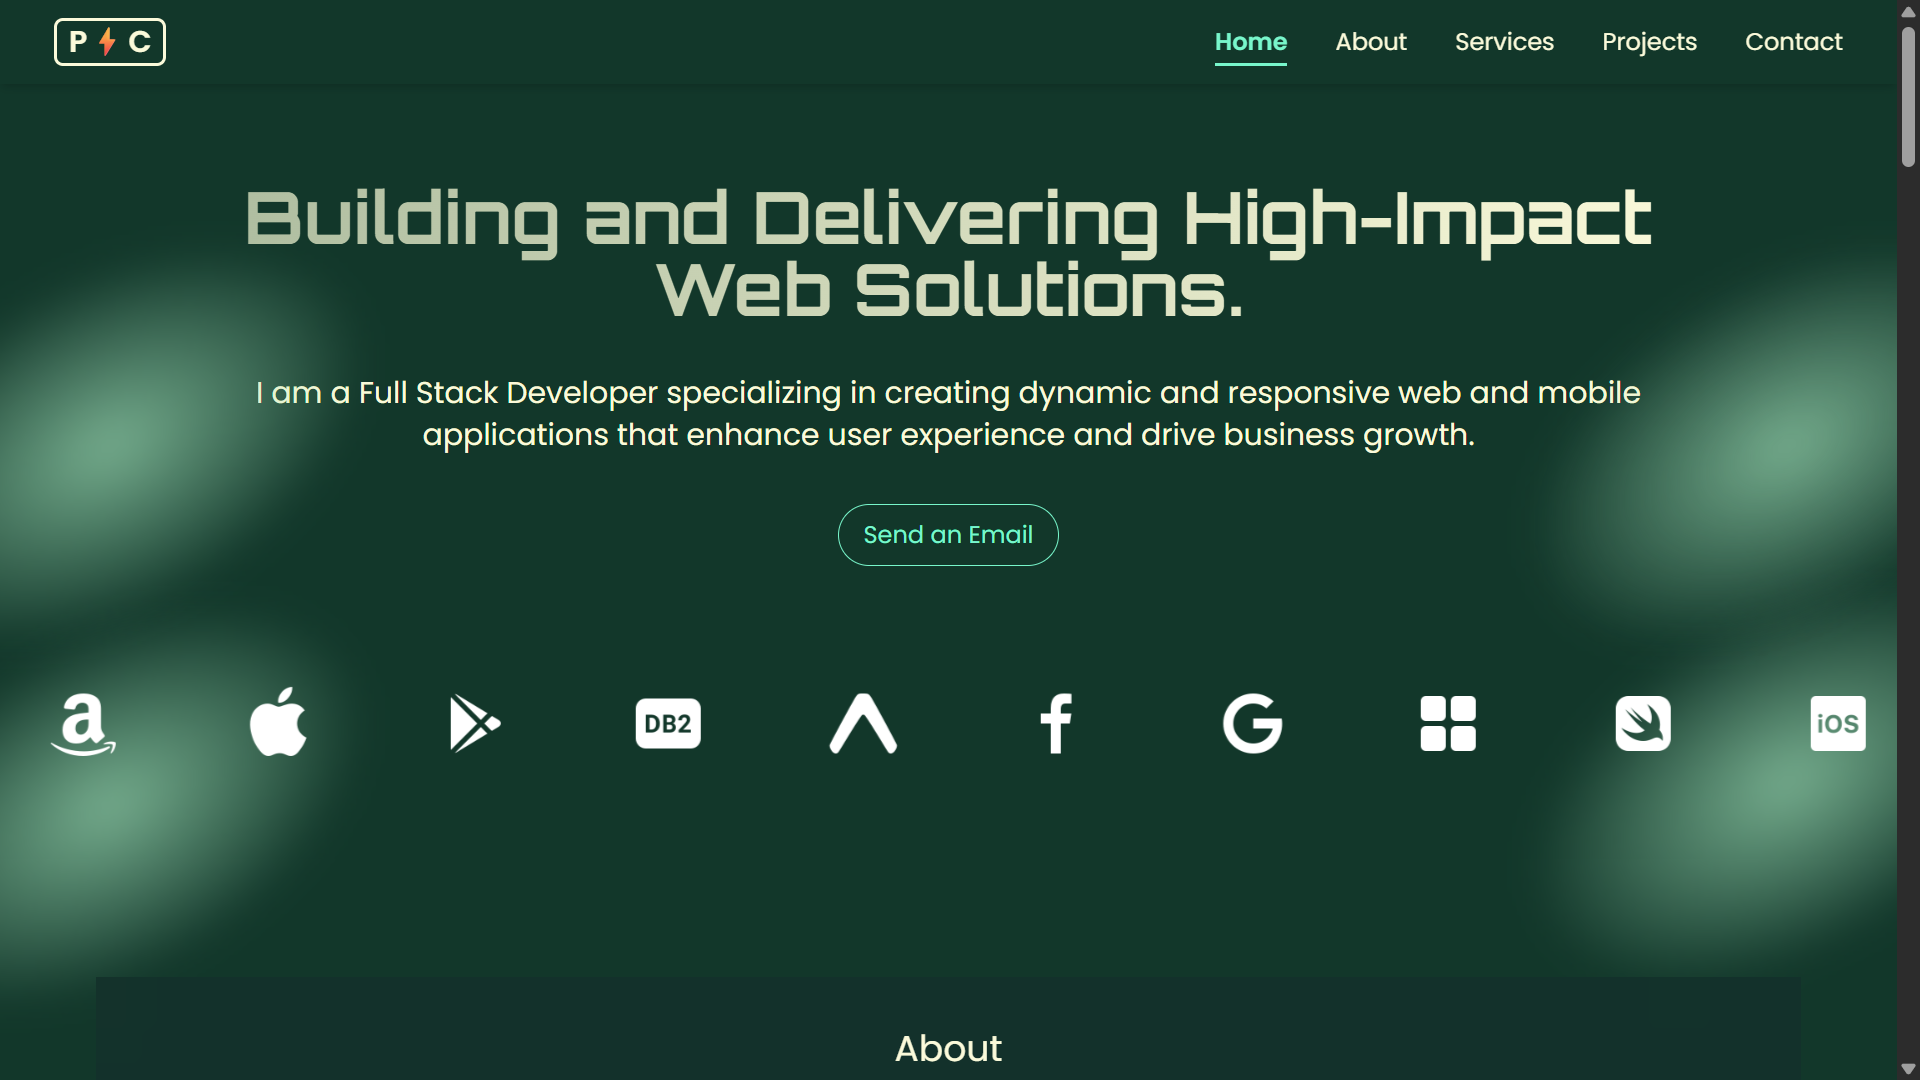 P C
Home
About
Services
Projects
Contact
Building and Delivering High-Impact
Web Solutions.
I am a Full Stack Developer specializing in creating dynamic and responsive web and mobile
applications that enhance user experience and drive business growth.
Send an Email
DB2
iOS
About